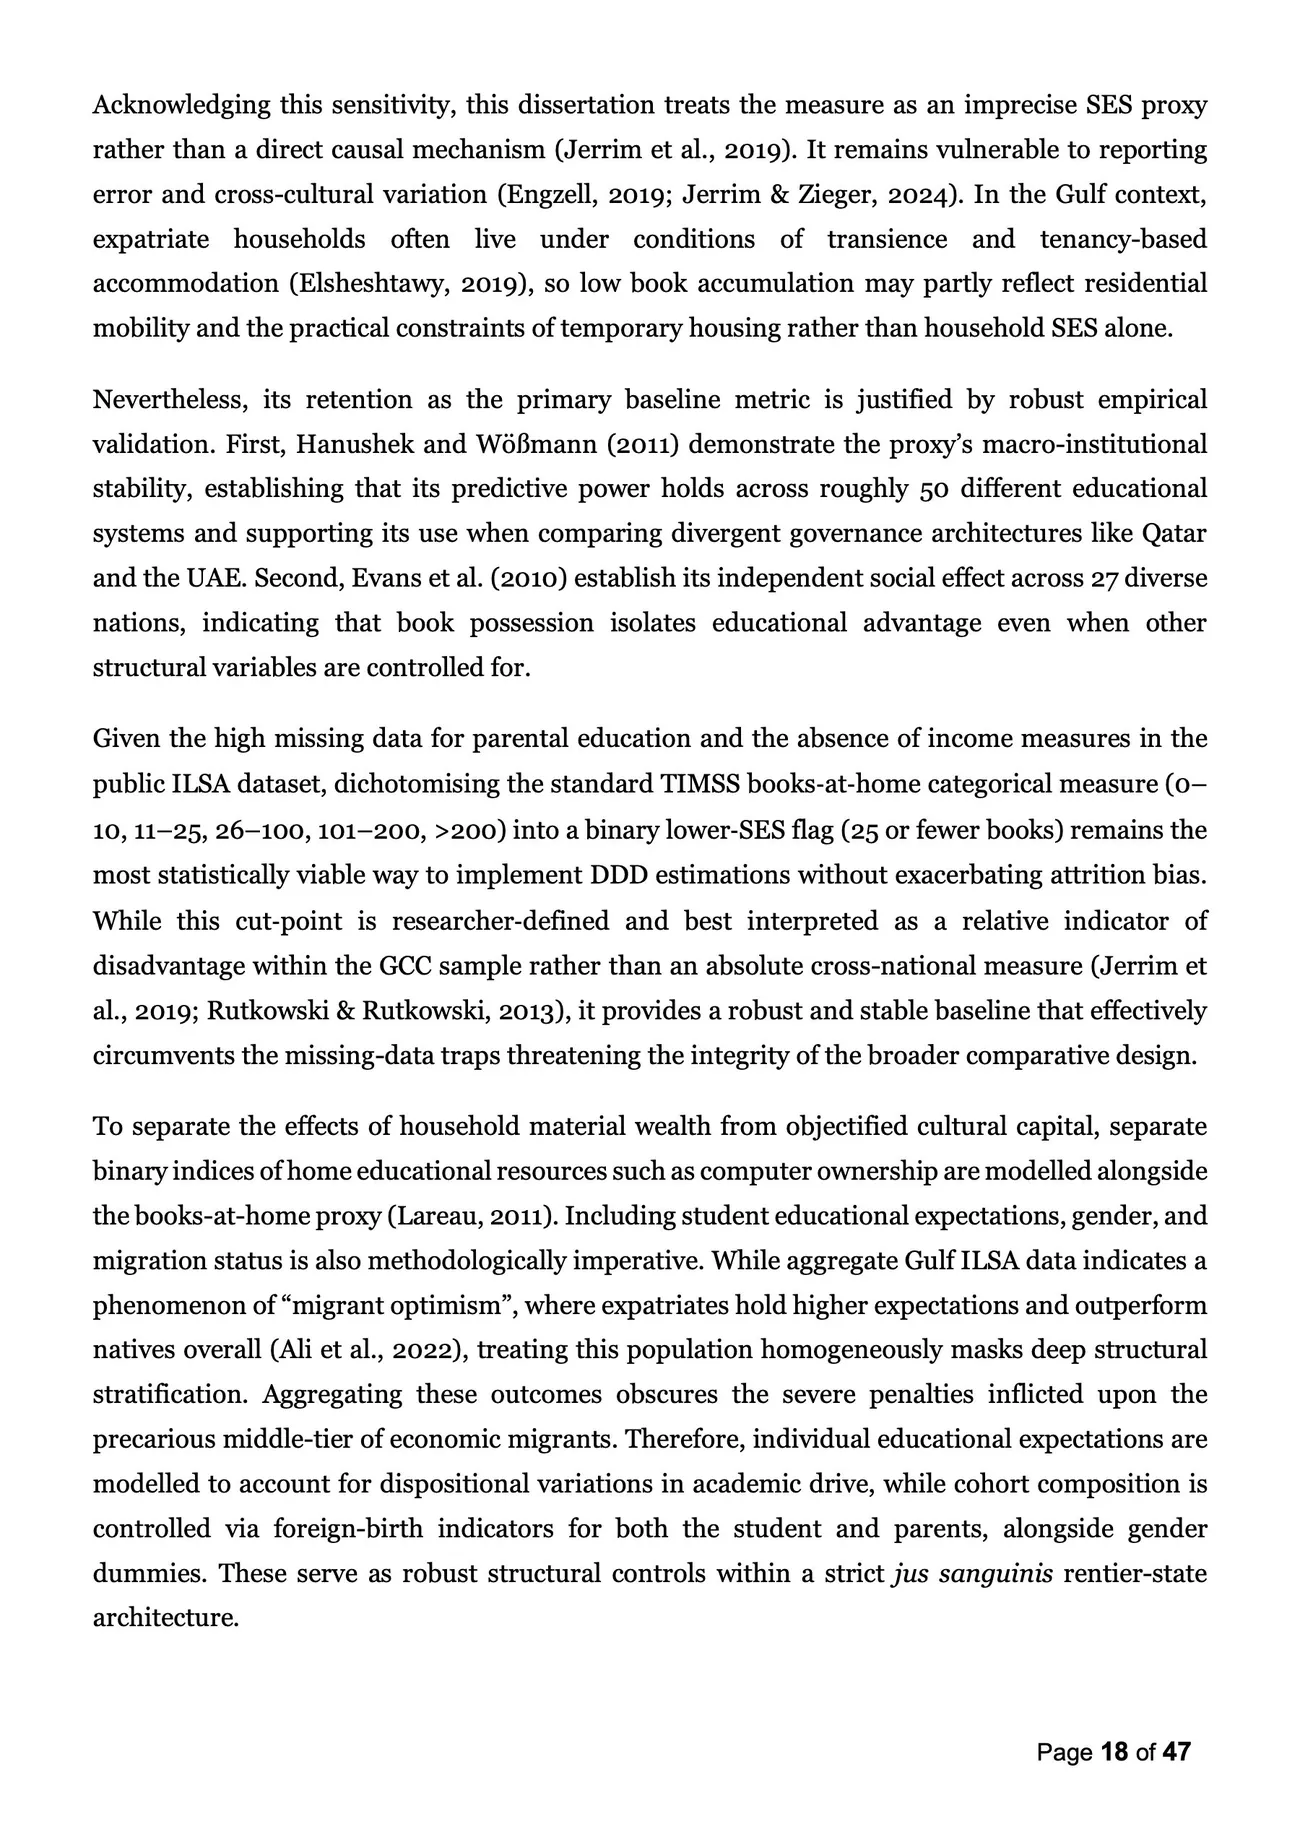 Acknowledging this sensitivity, this dissertation treats the measure as an imprecise SES proxy
rather than a direct causal mechanism (Jerrim et al., 2019). It remains vulnerable to reporting
error and cross-cultural variation (Engzell, 2019; Jerrim & Zieger, 2024). In the Gulf context,
expatriate households often live under conditions of transience and tenancy-based
accommodation (Elsheshtawy, 2019), so low book accumulation may partly reflect residential
mobility and the practical constraints of temporary housing rather than household SES alone.
Nevertheless, its retention as the primary baseline metric is justified by robust empirical
validation. First, Hanushek and Wößmann (2011) demonstrate the proxy’s macro-institutional
stability, establishing that its predictive power holds across roughly 50 different educational
systems and supporting its use when comparing divergent governance architectures like Qatar
and the UAE. Second, Evans et al. (2010) establish its independent social effect across 27 diverse
nations, indicating that book possession isolates educational advantage even when other
structural variables are controlled for.
Given the high missing data for parental education and the absence of income measures in the
public ILSA dataset, dichotomising the standard TIMSS books-at-home categorical measure (0–
10, 11–25, 26–100, 101–200, >200) into a binary lower-SES flag (25 or fewer books) remains the
most statistically viable way to implement DDD estimations without exacerbating attrition bias.
While this cut-point is researcher-defined and best interpreted as a relative indicator of
disadvantage within the GCC sample rather than an absolute cross-national measure (Jerrim et
al., 2019; Rutkowski & Rutkowski, 2013), it provides a robust and stable baseline that effectively
circumvents the missing-data traps threatening the integrity of the broader comparative design.
To separate the effects of household material wealth from objectified cultural capital, separate
binary indices of home educational resources such as computer ownership are modelled alongside
the books-at-home proxy (Lareau, 2011). Including student educational expectations, gender, and
migration status is also methodologically imperative. While aggregate Gulf ILSA data indicates a
phenomenon of “migrant optimism”, where expatriates hold higher expectations and outperform
natives overall (Ali et al., 2022), treating this population homogeneously masks deep structural
stratification. Aggregating these outcomes obscures the severe penalties inflicted upon the
precarious middle-tier of economic migrants. Therefore, individual educational expectations are
modelled to account for dispositional variations in academic drive, while cohort composition is
controlled via foreign-birth indicators for both the student and parents, alongside gender
dummies. These serve as robust structural controls within a strict jus sanguinis rentier-state
architecture.
Page 18 of 47